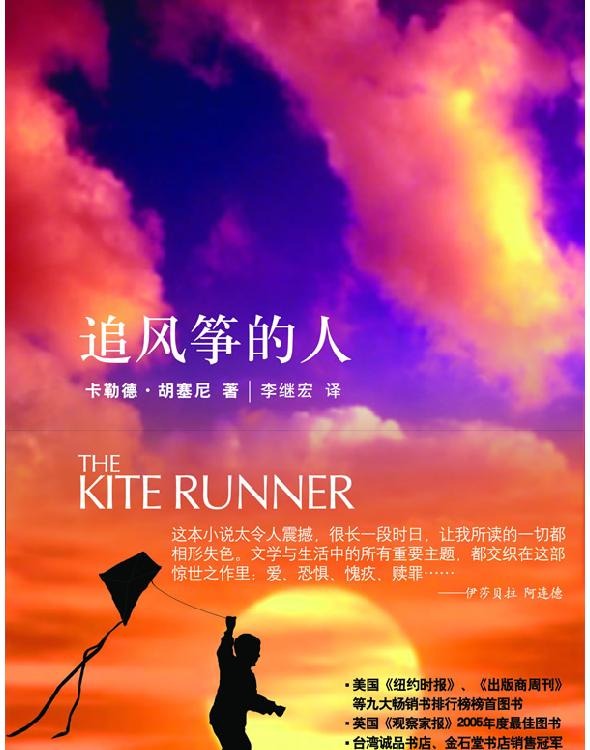 追风筝的人
卡勒德·胡塞尼 著 | 李继宏 译
THE
KITE RUNNER
这本小说太令人震撼，很长一段时日，让我所读的一切都
相形失色。文学与生活中的所有重要主题，都交织在这部
惊世之作里：爱、恐惧、愧疚、赎罪……
——伊莎贝拉 阿连德
▪ 美国《纽约时报》、《出版商周刊》
等九大畅销书排行榜榜首图书
▪ 英国《观察家报》2005年度最佳图书
▪ 台湾诚品书店、金石堂书店销售冠军